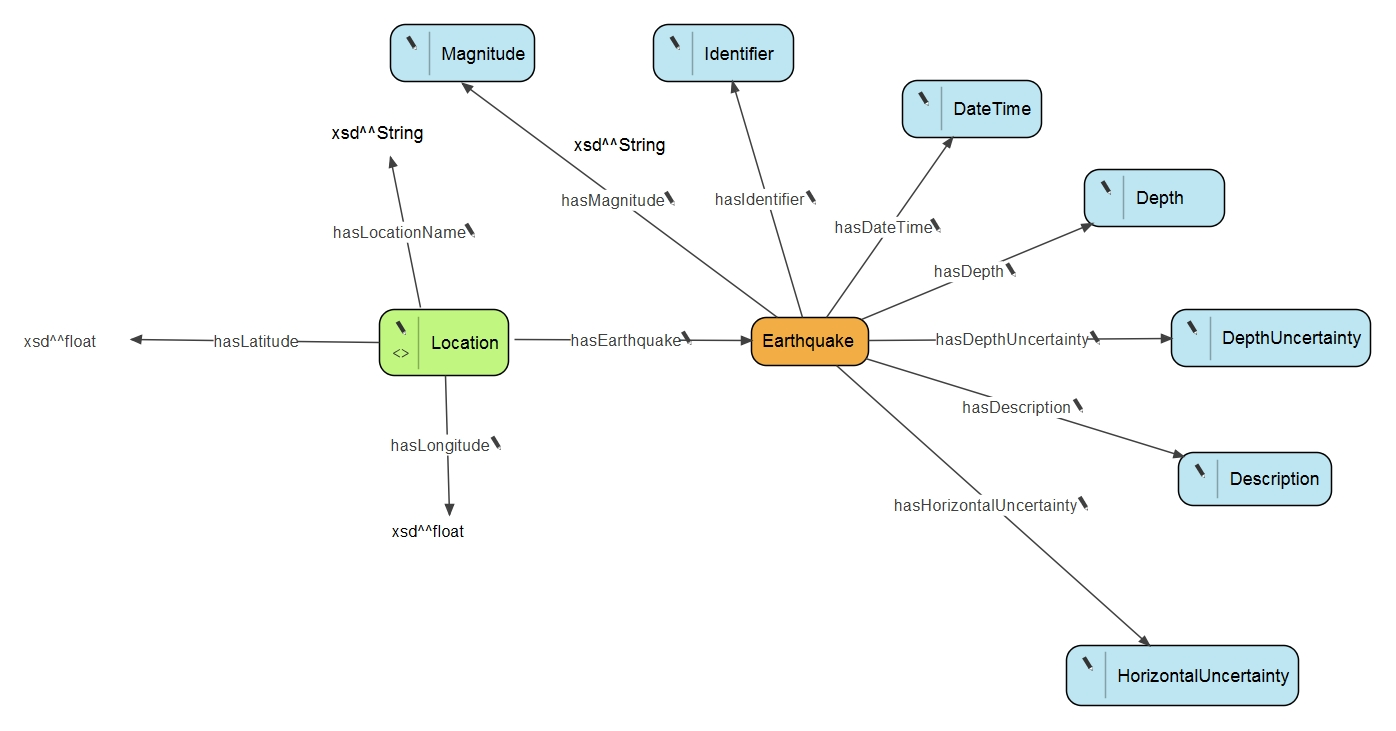 Magnitude
Identifier
DateTime
xsd^^String
xsd^^String
Depth
hasMagnitude
hasIdentifier
hasDateTime
hasLocationName
hasDepth
xsd^^float
hasLatitude
<>
Location
hasEarthquake
Earthquake
hasDepthUncertainty
DepthUncertainty
hasDescription
hasLongitude
Description
hasHorizontalUncertainty
xsd^^float
HorizontalUncertainty